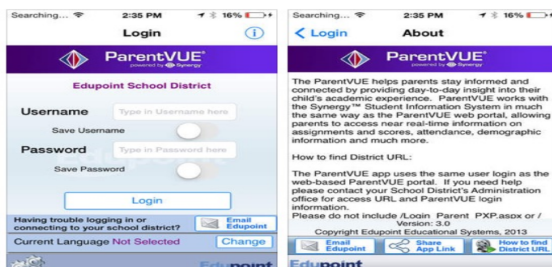 Searching... 2:35 PM 16%
Login
ParentVUE
powered by Synergy
Edupoint School District
Username Type in Username here
Save Username
Password Type in Password here
Save Password
Login
Having trouble logging in or
connecting to your school district?
Email
Edupoint
Current Language Not Selected Change
Edupoint
Searching... 2:35 PM 16%
Login About
ParentVUE
powered by Synergy
The ParentVUE helps parents stay informed and
connected by providing day-to-day insight into their
child's academic experience. ParentVUE works with
the Synergy™ Student Information System in much
the same way as the ParentVUE web portal, allowing
parents to access near real-time information on
assignments and scores, attendance, demographic
information and much more.
How to find District URL:
The ParentVUE app uses the same user login as the
web-based ParentVUE portal. If you need help
please contact your School District's Administration
office for access URL and ParentVUE login
information.
Please do not include /Login_Parent_PXP.aspx or /
Version: 3.0
Copyright Edupoint Educational Systems, 2013
Email
Edupoint
Share
App Link
How to find
District URL
Edupoint